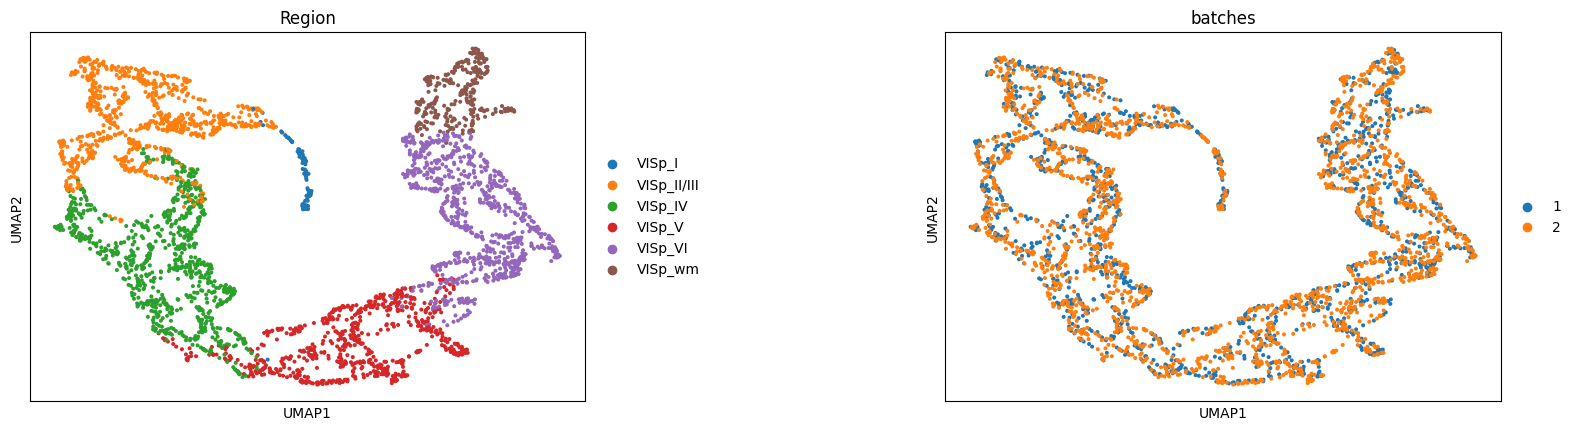 Region
UMAP2
UMAP1
VISp_I
VISp_II/III
VISp_IV
VISp_V
VISp_VI
VISp_wm
batches
UMAP2
UMAP1
1
2